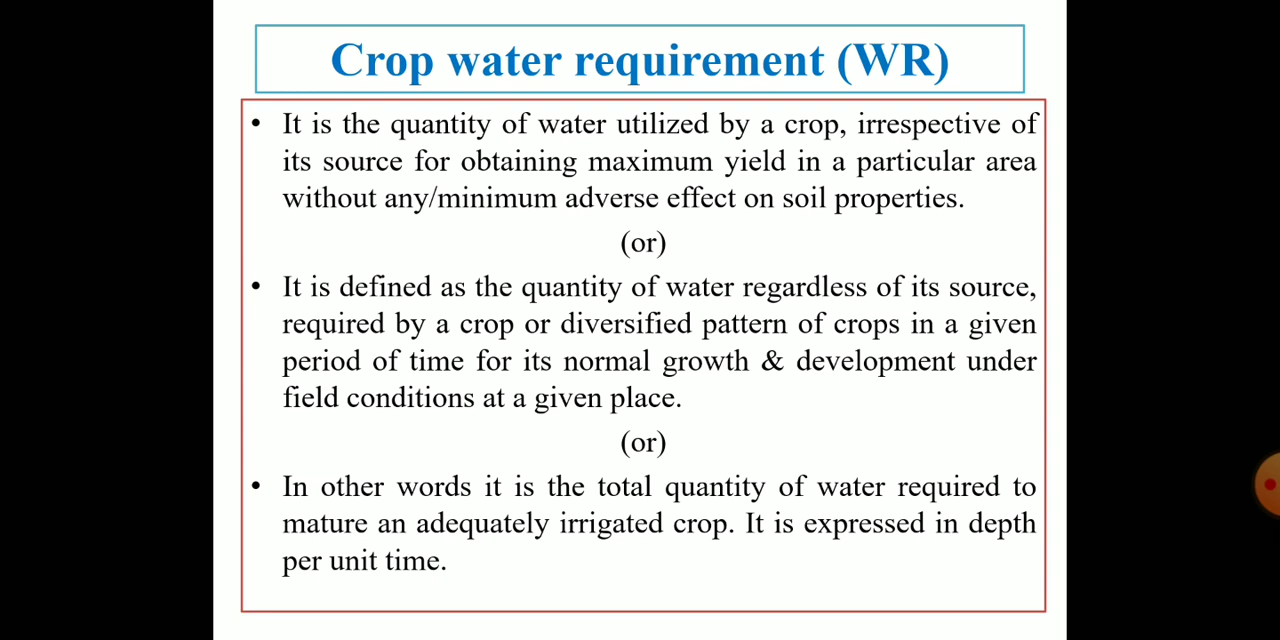 Crop water requirement (WR)
• It is the quantity of water utilized by a crop, irrespective of
its source for obtaining maximum yield in a particular area
without any/minimum adverse effect on soil properties.
(or)
• It is defined as the quantity of water regardless of its source,
required by a crop or diversified pattern of crops in a given
period of time for its normal growth & development under
field conditions at a given place.
(or)
• In other words it is the total quantity of water required to
mature an adequately irrigated crop. It is expressed in depth
per unit time.